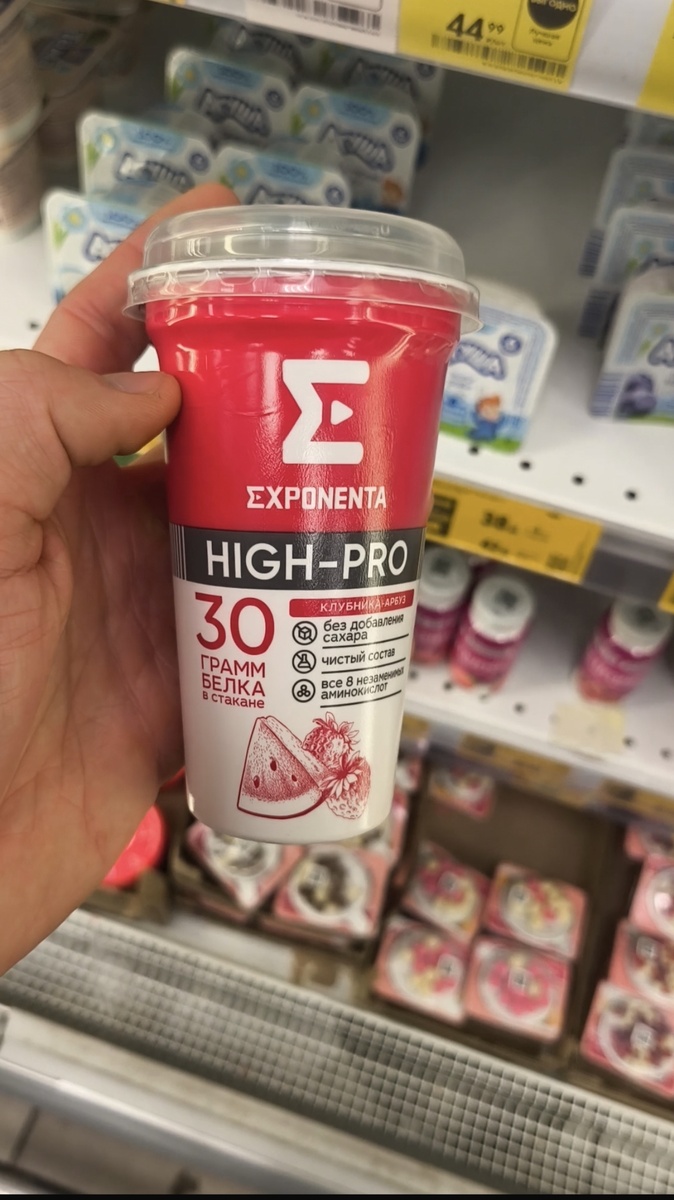 44 99
EXPONENTA
HIGH-PRO
30
ГРАММ
БЕЛКА
в стакане
КЛУБНИКА-АРБУЗ
без добавления
сахара
чистый состав
все 8 незаменимых
аминокислот